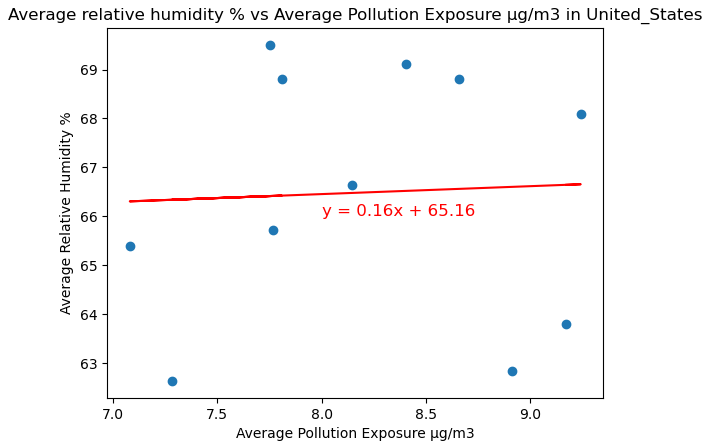 Average relative humidity % vs Average Pollution Exposure µg/m3 in United_States
Average Relative Humidity %
69
68
67
66
65
64
63
y = 0.16x + 65.16
7.0 7.5 8.0 8.5 9.0
Average Pollution Exposure µg/m3